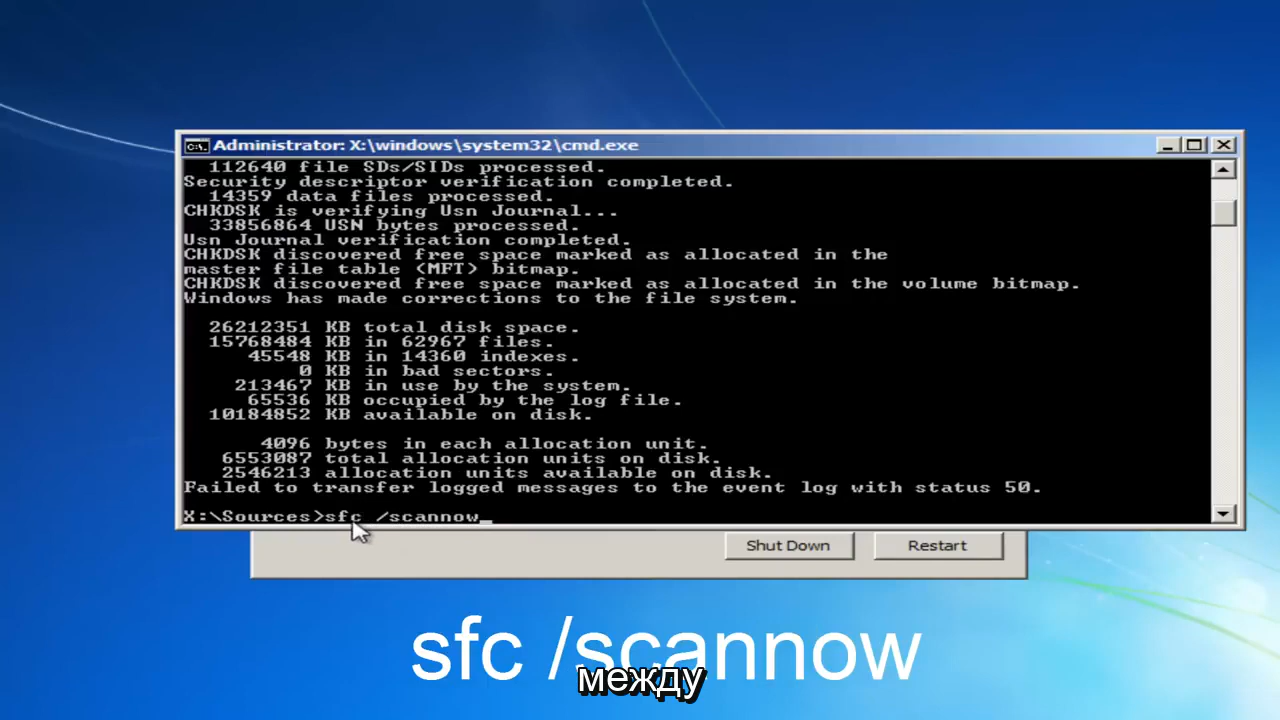 Administrator: X:\windows\system32\cmd.exe
112640 file SDs/SIDs processed.
Security descriptor verification completed.
14359 data files processed.
CHKDSK is verifying Usn Journal...
33856864 USN bytes processed.
Usn Journal verification completed.
CHKDSK discovered free space marked as allocated in the
master file table (MFT) bitmap.
CHKDSK discovered free space marked as allocated in the volume bitmap.
Windows has made corrections to the file system.
26212351 KB total disk space.
15768484 KB in 62967 files.
45548 KB in 14360 indexes.
0 KB in bad sectors.
213467 KB in use by the system.
65536 KB occupied by the log file.
10184852 KB available on disk.
4096 bytes in each allocation unit.
6553087 total allocation units on disk.
2546213 allocation units available on disk.
Failed to transfer logged messages to the event log with status 50.
X:\Sources>sfc /scannow_
Shut Down Restart
sfc /scannow
между